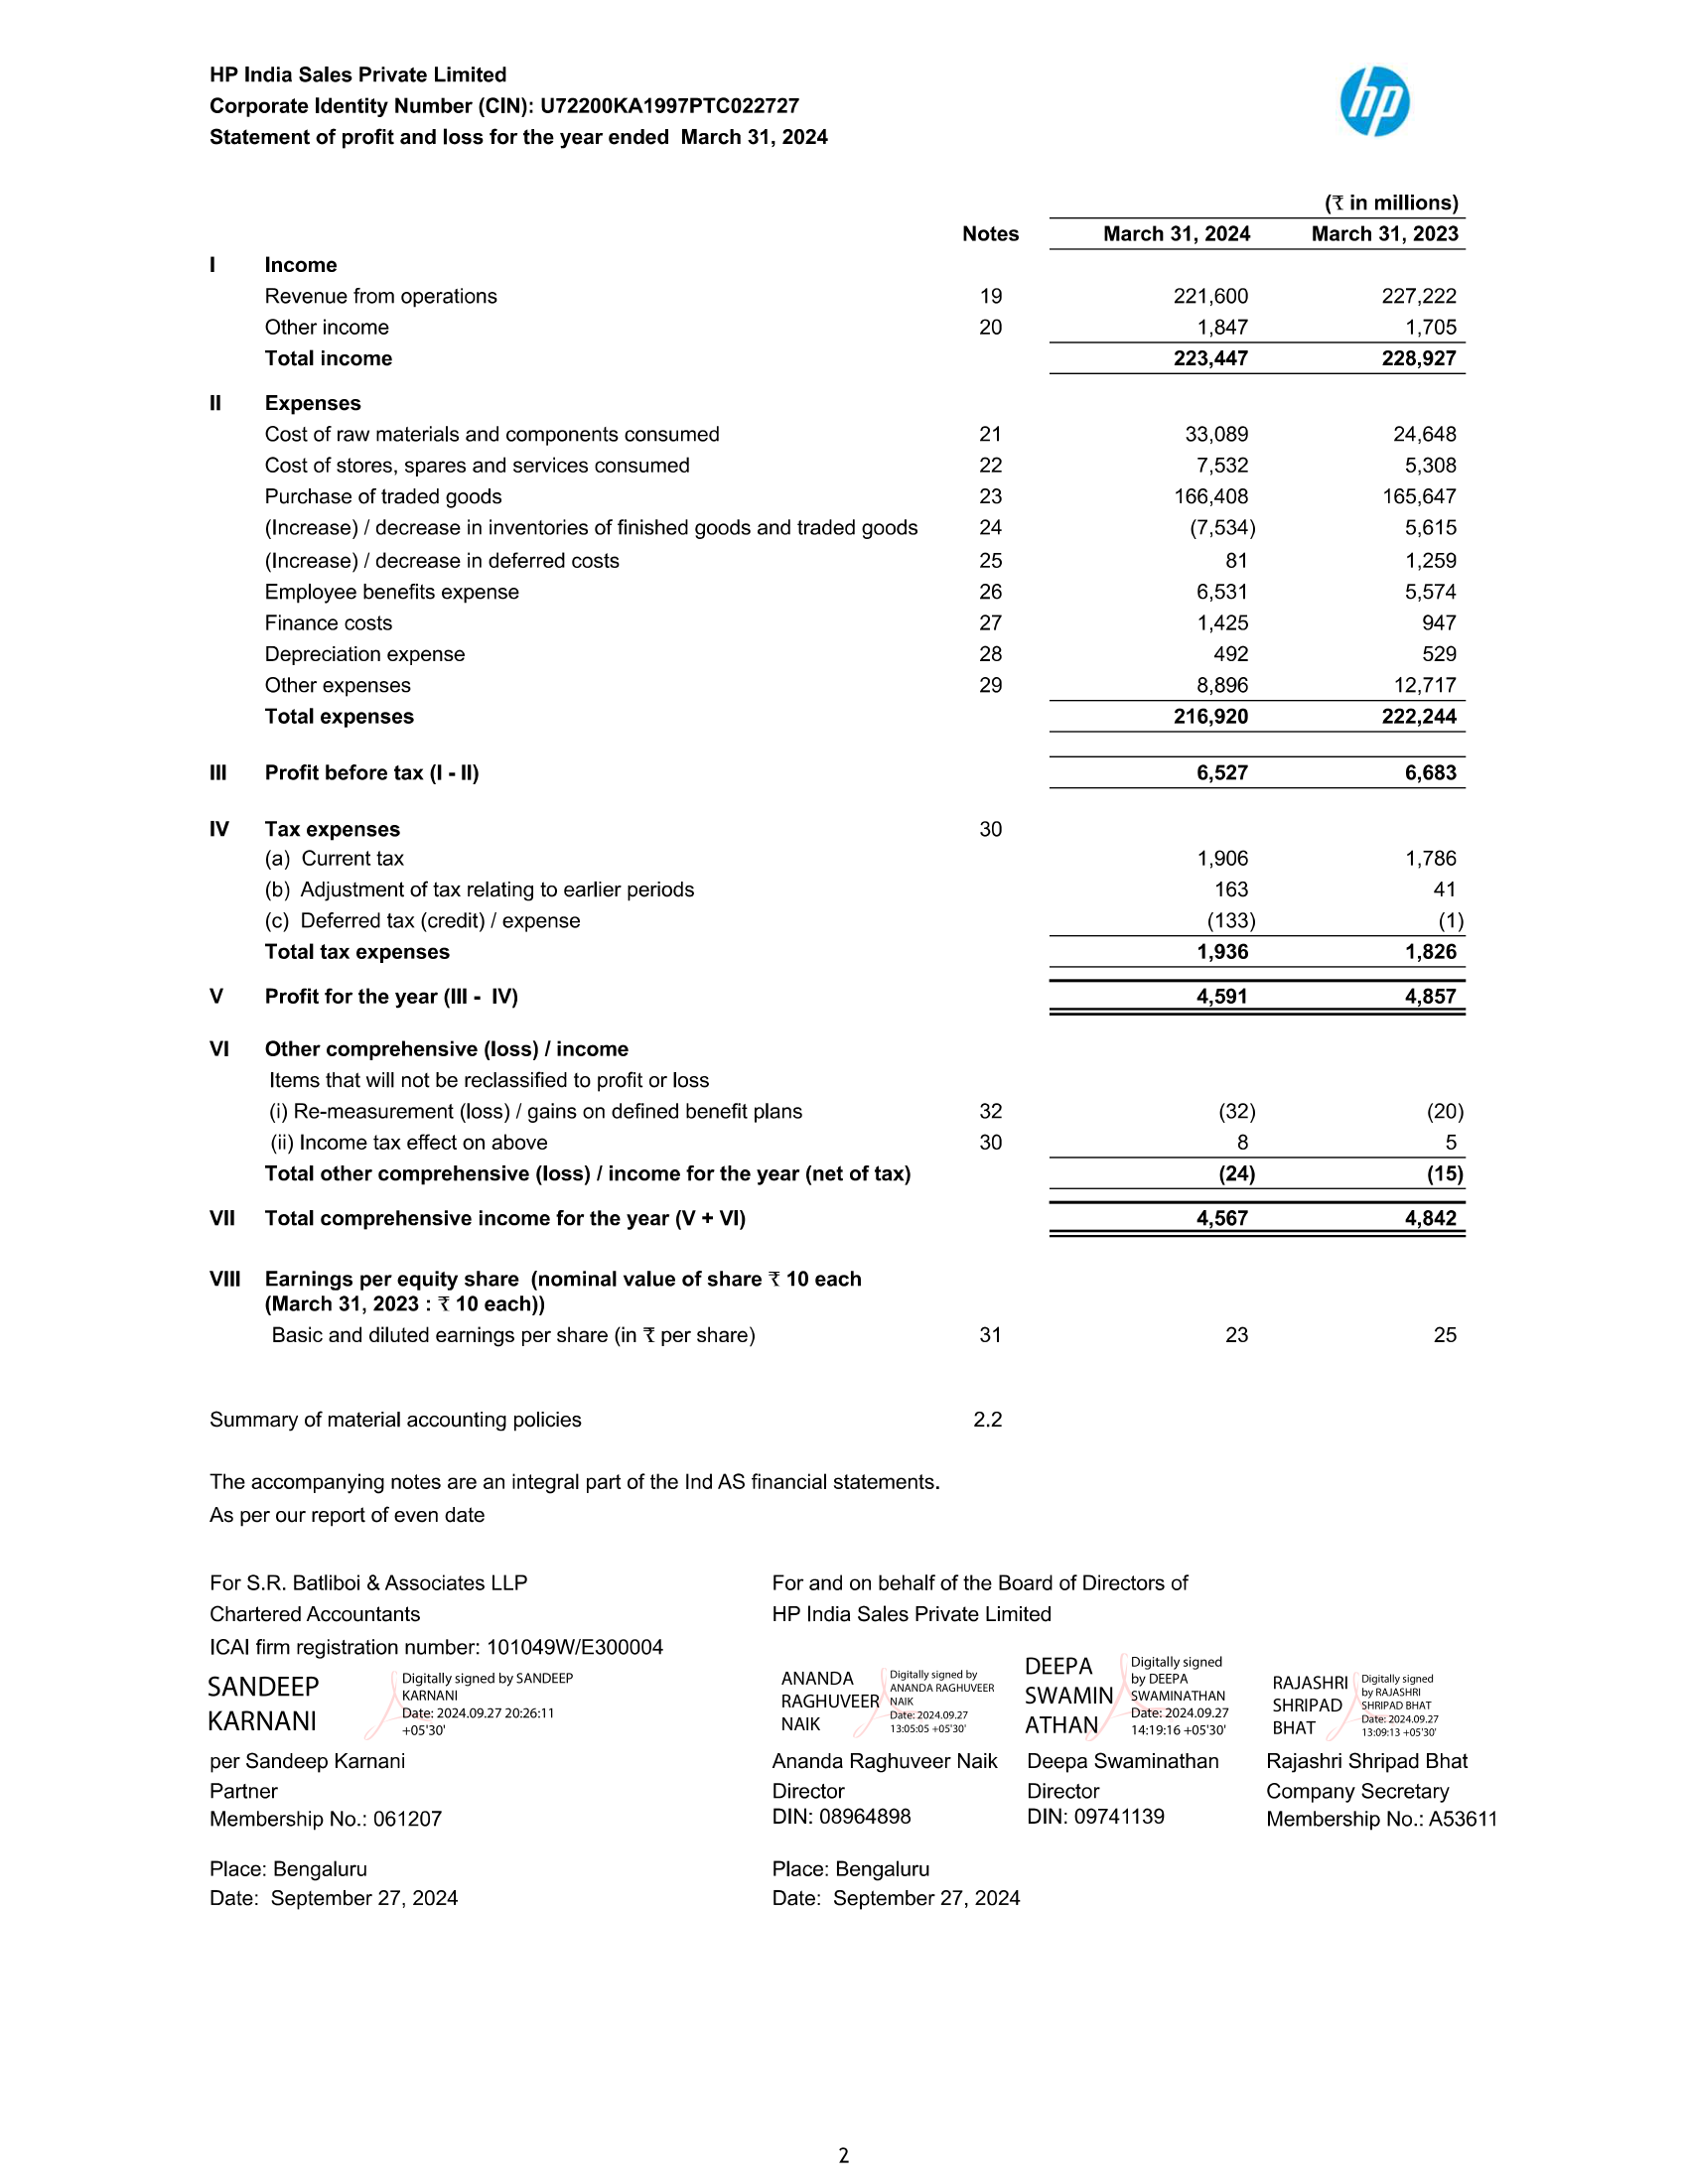 HP India Sales Private Limited
Corporate Identity Number (CIN): U72200KA1997PTC022727
Statement of profit and loss for the year ended March 31, 2024
hp
(₹ in millions)
Notes March 31, 2024 March 31, 2023
I Income
Revenue from operations 19 221,600 227,222
Other income 20 1,847 1,705
Total income 223,447 228,927
II Expenses
Cost of raw materials and components consumed 21 33,089 24,648
Cost of stores, spares and services consumed 22 7,532 5,308
Purchase of traded goods 23 166,408 165,647
(Increase) / decrease in inventories of finished goods and traded goods 24 (7,534) 5,615
(Increase) / decrease in deferred costs 25 81 1,259
Employee benefits expense 26 6,531 5,574
Finance costs 27 1,425 947
Depreciation expense 28 492 529
Other expenses 29 8,896 12,717
Total expenses 216,920 222,244
III Profit before tax (I - II) 6,527 6,683
IV Tax expenses 30
(a) Current tax 1,906 1,786
(b) Adjustment of tax relating to earlier periods 163 41
(c) Deferred tax (credit) / expense (133) (1)
Total tax expenses 1,936 1,826
V Profit for the year (III - IV) 4,591 4,857
VI Other comprehensive (loss) / income
Items that will not be reclassified to profit or loss
(i) Re-measurement (loss) / gains on defined benefit plans 32 (32) (20)
(ii) Income tax effect on above 30 8 5
Total other comprehensive (loss) / income for the year (net of tax) (24) (15)
VII Total comprehensive income for the year (V + VI) 4,567 4,842
VIII Earnings per equity share (nominal value of share ₹ 10 each
(March 31, 2023 : ₹ 10 each))
Basic and diluted earnings per share (in ₹ per share) 31 23 25
Summary of material accounting policies 2.2
The accompanying notes are an integral part of the Ind AS financial statements.
As per our report of even date
For S.R. Batliboi & Associates LLP
Chartered Accountants
ICAI firm registration number: 101049W/E300004
SANDEEP
KARNANI
Digitally signed by SANDEEP
KARNANI
Date: 2024.09.27 20:26:11
+05'30'
per Sandeep Karnani
Partner
Membership No.: 061207
Place: Bengaluru
Date: September 27, 2024
For and on behalf of the Board of Directors of
HP India Sales Private Limited
ANANDA
RAGHUVEER
NAIK
Digitally signed by
ANANDA RAGHUVEER
NAIK
Date: 2024.09.27
13:05:05 +05'30'
Ananda Raghuveer Naik
Director
DIN: 08964898
DEEPA
SWAMIN
ATHAN
Digitally signed
by DEEPA
SWAMINATHAN
Date: 2024.09.27
14:19:16 +05'30'
Deepa Swaminathan
Director
DIN: 09741139
RAJASHRI
SHRIPAD
BHAT
Digitally signed
by RAJASHRI
SHRIPAD BHAT
Date: 2024.09.27
13:09:13 +05'30'
Rajashri Shripad Bhat
Company Secretary
Membership No.: A53611
Place: Bengaluru
Date: September 27, 2024
2